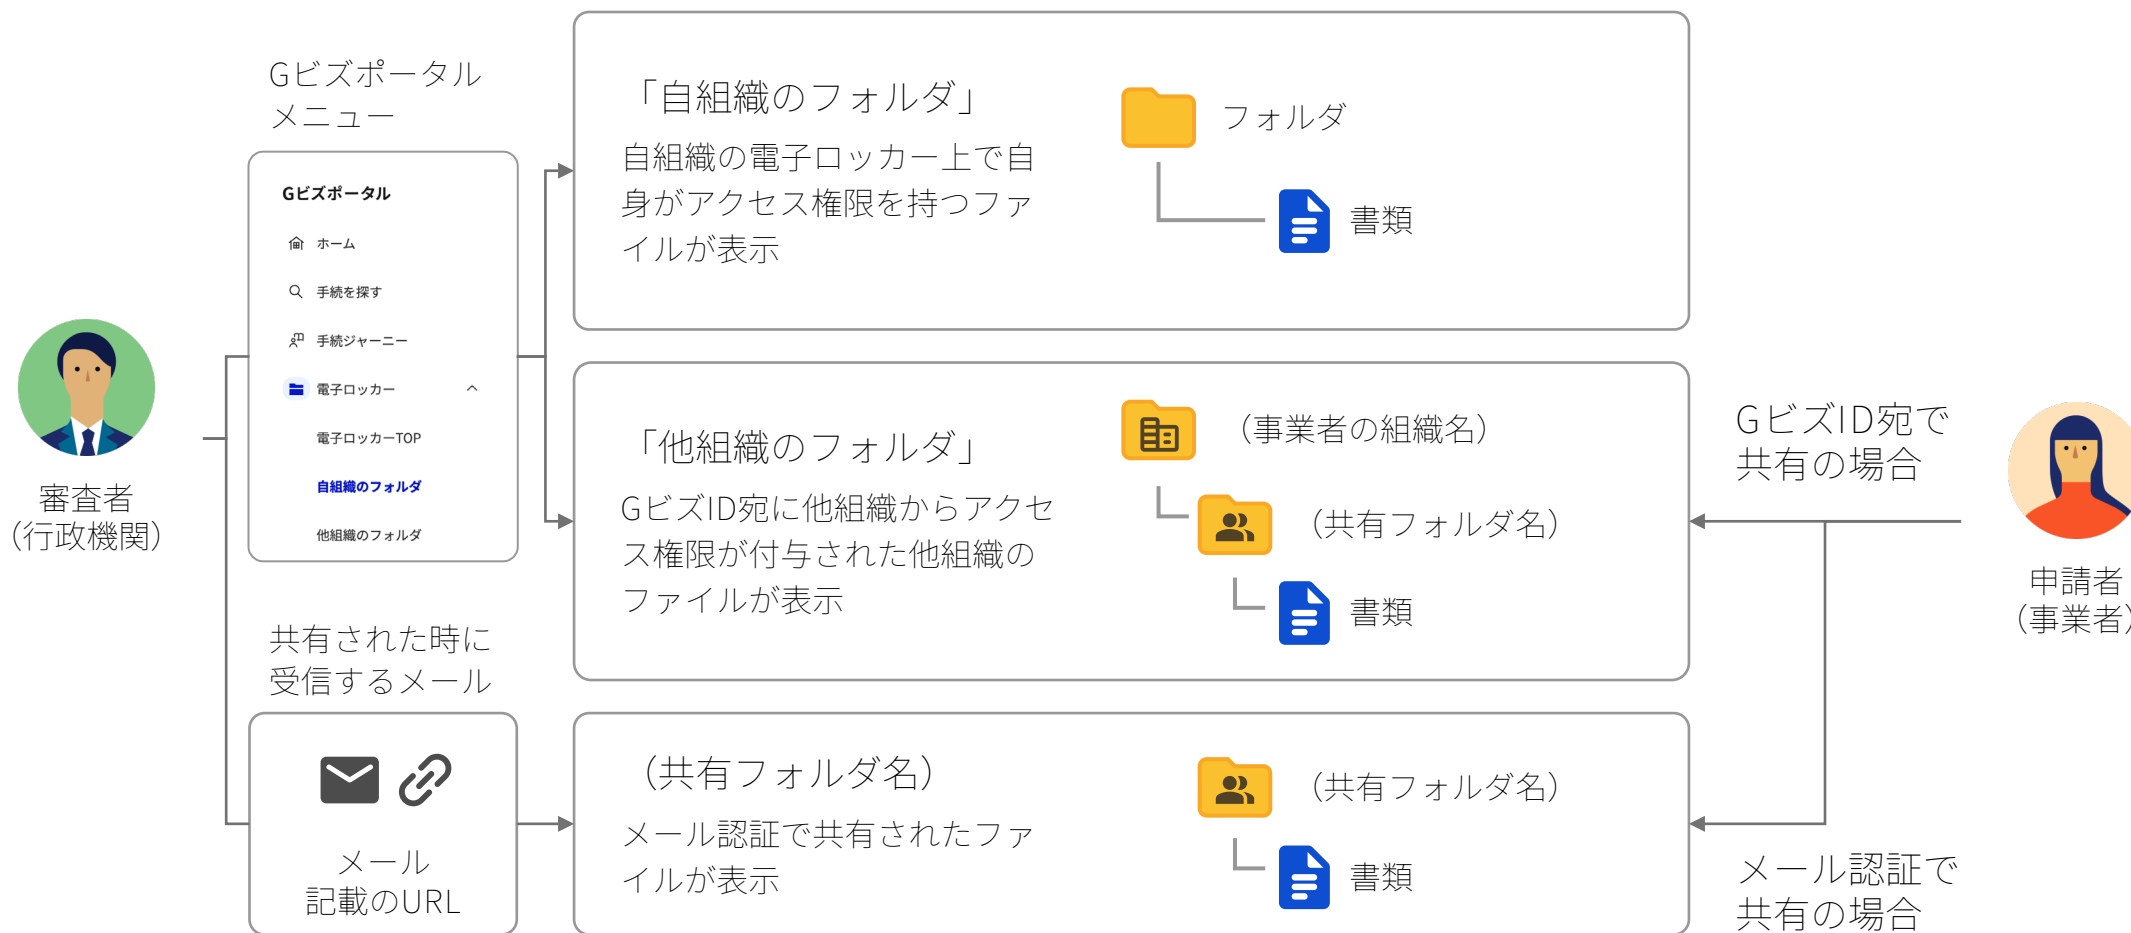 審査者
（行政機関）
Gビズポータル
メニュー
Gビズポータル
ホーム
手続を探す
手続ジャーニー
電子ロッカー
電子ロッカーTOP
自組織のフォルダ
他組織のフォルダ
共有された時に
受信するメール
メール
記載のURL
「自組織のフォルダ」
自組織の電子ロッカー上で自
身がアクセス権限を持つファ
イルが表示
フォルダ
書類
「他組織のフォルダ」
GビズID宛に他組織からアクセ
ス権限が付与された他組織の
ファイルが表示
（事業者の組織名）
（共有フォルダ名）
書類
（共有フォルダ名）
メール認証で共有されたファ
イルが表示
（共有フォルダ名）
書類
GビズID宛で
共有の場合
メール認証で
共有の場合
申請者
（事業者）